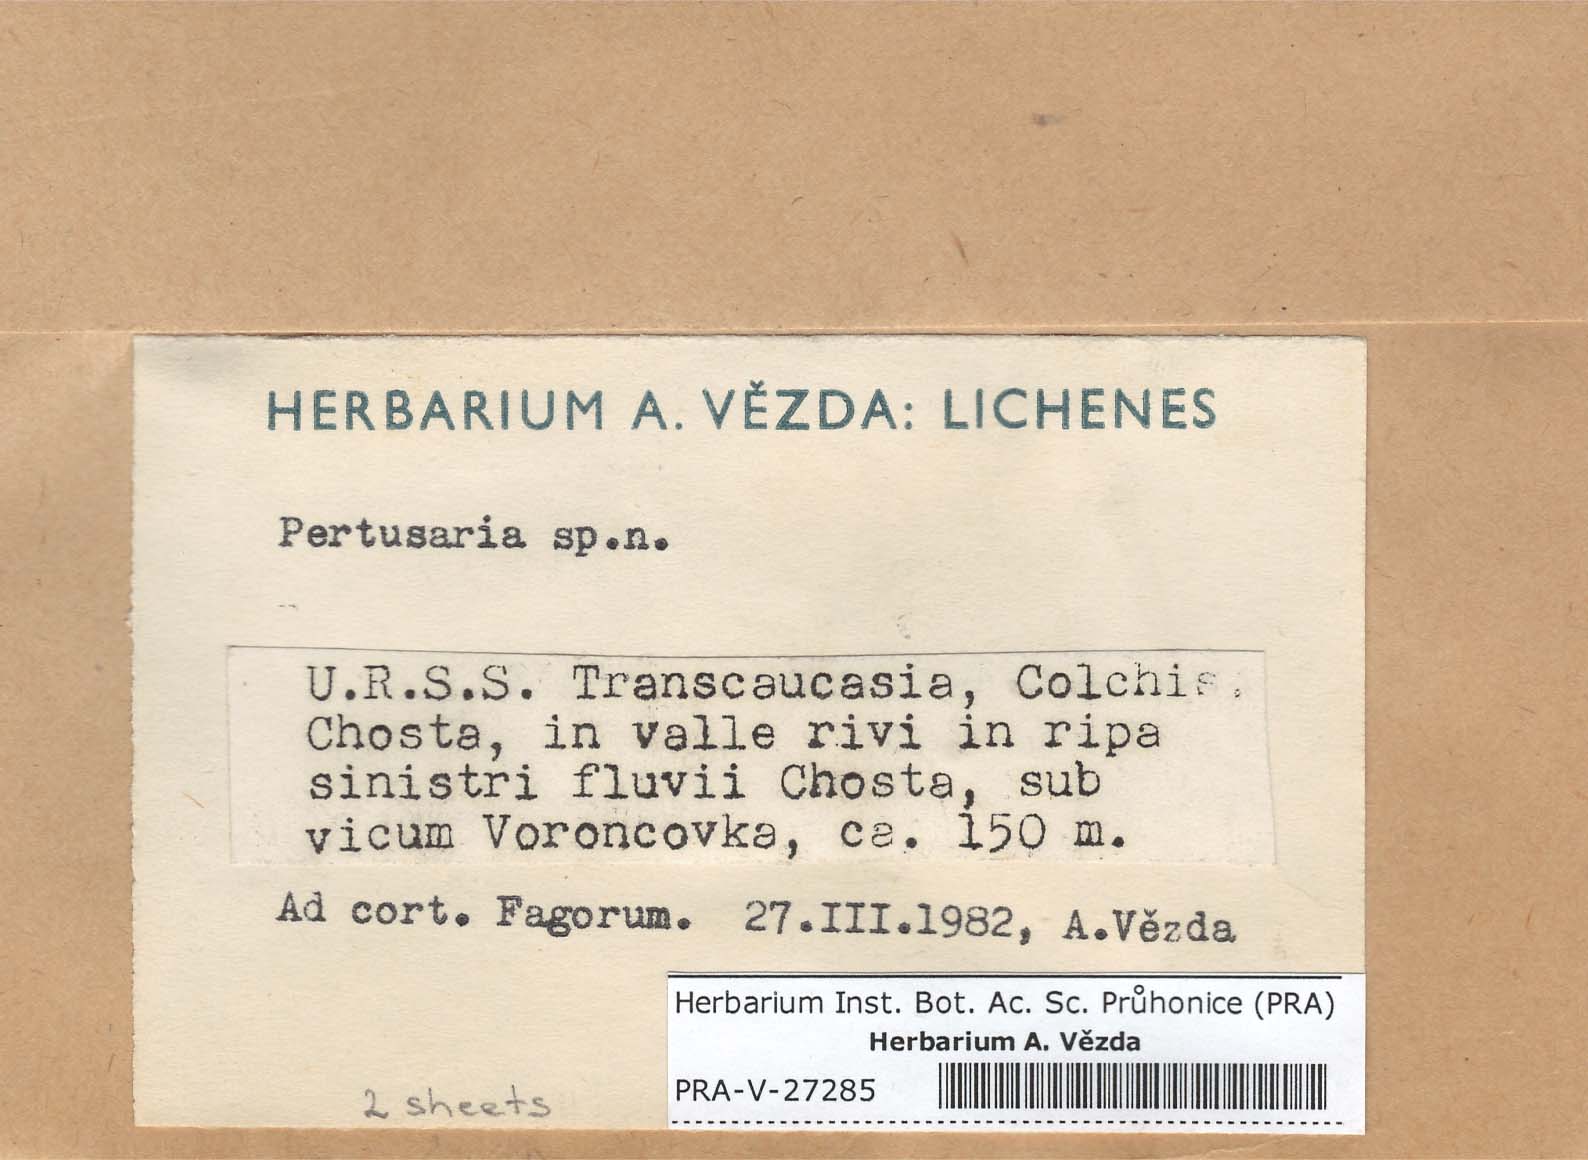 HERBARIUM A. VĚZDA: LICHENES
Pertusaria sp.n.
U.R.S.S. Transcaucasia, Colchis.
Chosta, in valle rivi in ripa
sinistri fluvii Chosta, sub
vicum Voroncovka, ca. 150 m.
Ad cort. Fagorum. 27.III.1982, A.Vězda
Herbarium Inst. Bot. Ac. Sc. Průhonice (PRA)
Herbarium A. Vězda
PRA-V-27285
2 sheets